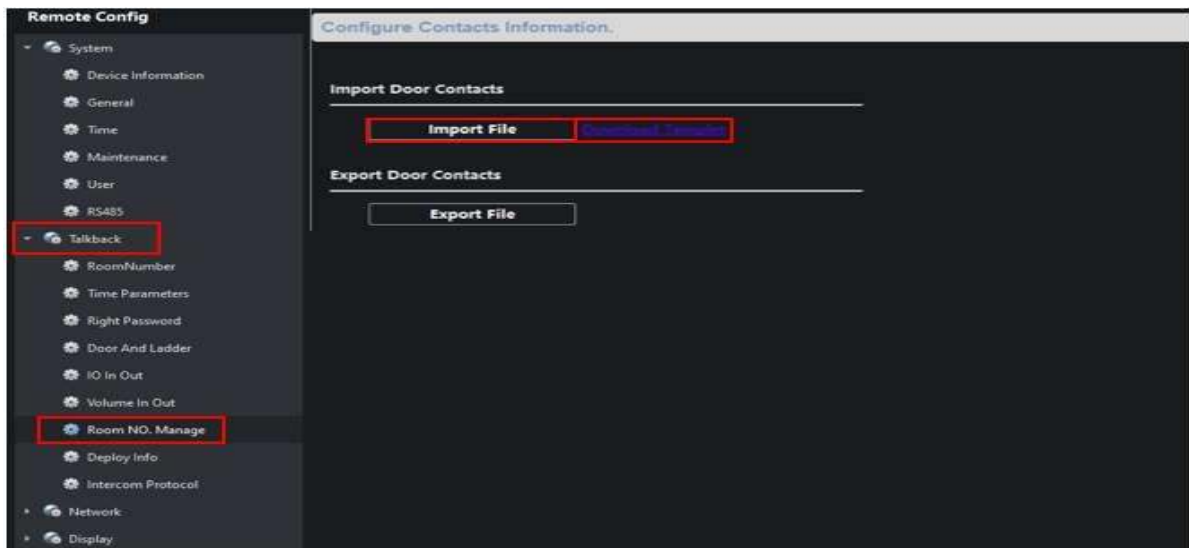 Remote Config
System
Device Information
General
Time
Maintenance
User
RS485
Talkback
RoomNumber
Time Parameters
Right Password
Door And Ladder
IO In Out
Volume In Out
Room NO. Manage
Deploy Info
Intercom Protocol
Network
Display
Configure Contacts Information.
Import Door Contacts
Import File
Download
Export Door Contacts
Export File